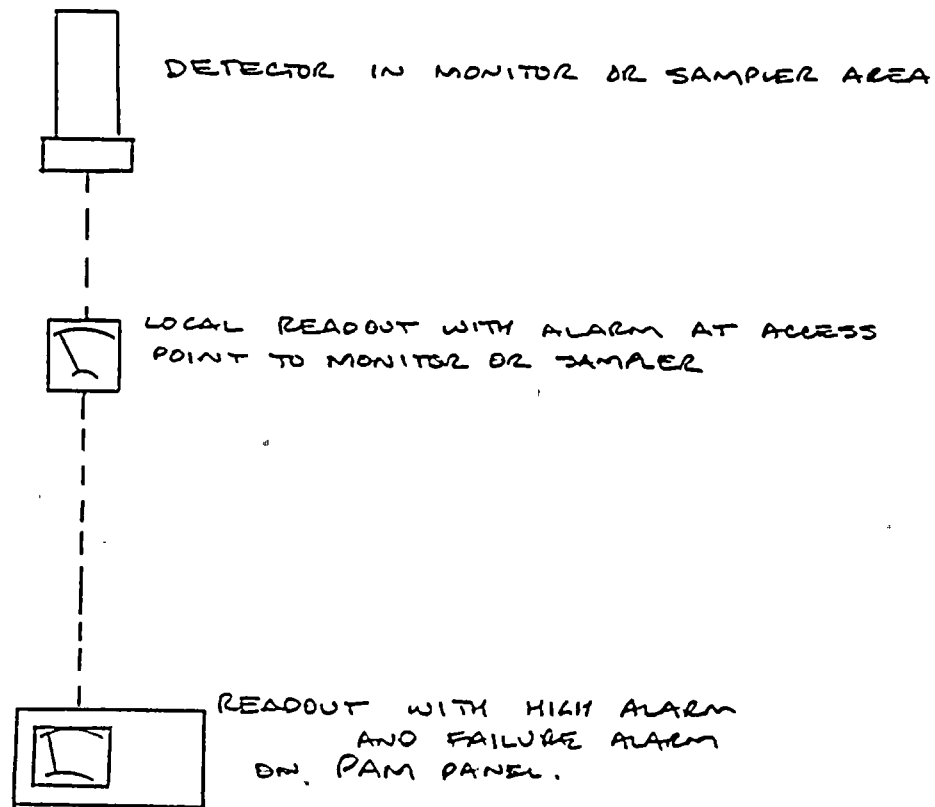 DETECTOR IN MONITOR OR SAMPLER AREA
LOCAL READOUT WITH ALARM AT ACCESS
POINT TO MONITOR OR SAMPLER
READOUT WITH HIGH ALARM
AND FAILURE ALARM
ON PAM PANEL.